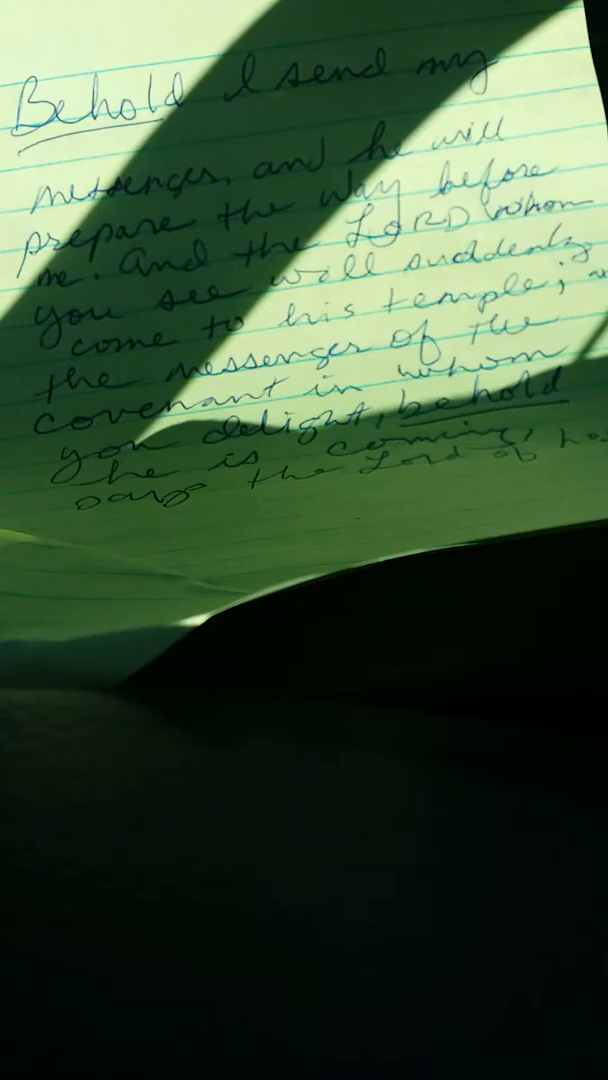 Behold I send my
messenger, and he will
prepare the way before
me. And the LORD whom
you see will suddenly
come to his temple;
the messenger of the
covenant in whom
you delight, behold
he is coming,
says the Lord of